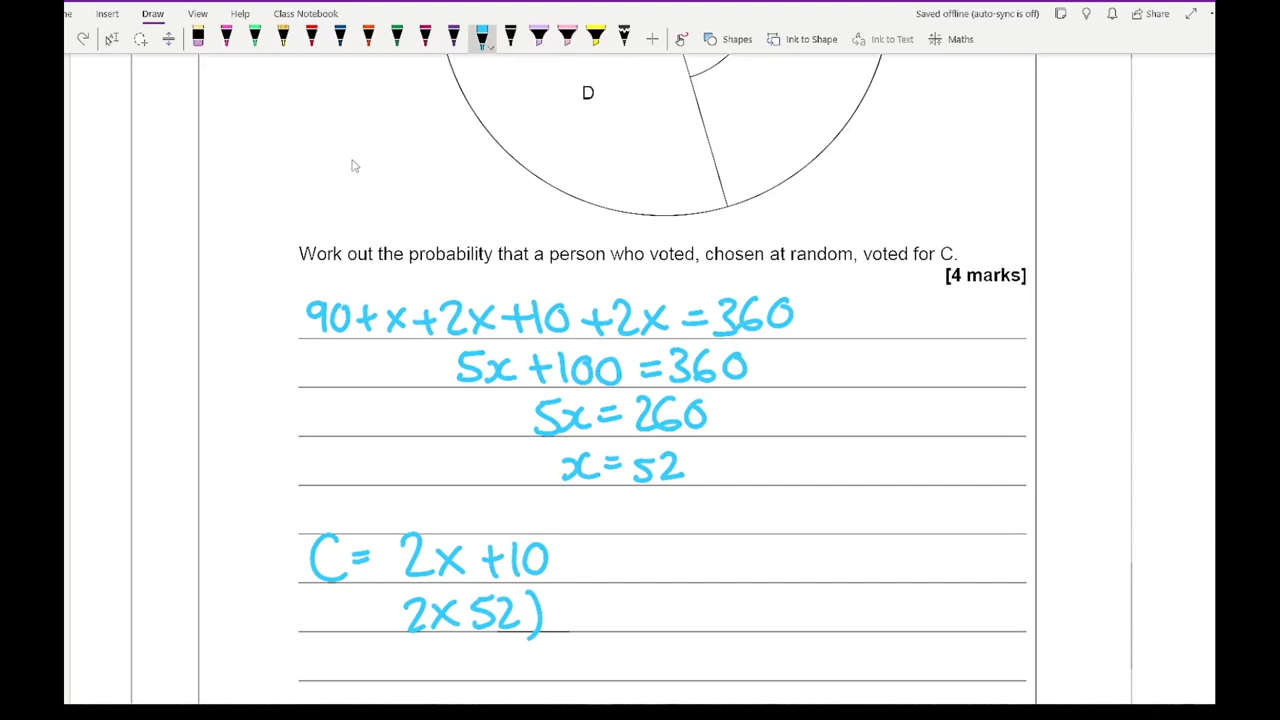 Insert Draw View Help Class Notebook Saved offline (auto-sync is off) Share
Shapes Ink to Shape Ink to Text Maths
D
Work out the probability that a person who voted, chosen at random, voted for C.
[4 marks]
90+x+2x+10+2x=360
5x+100=360
5x=260
x=52
C= 2x+10
2x52)